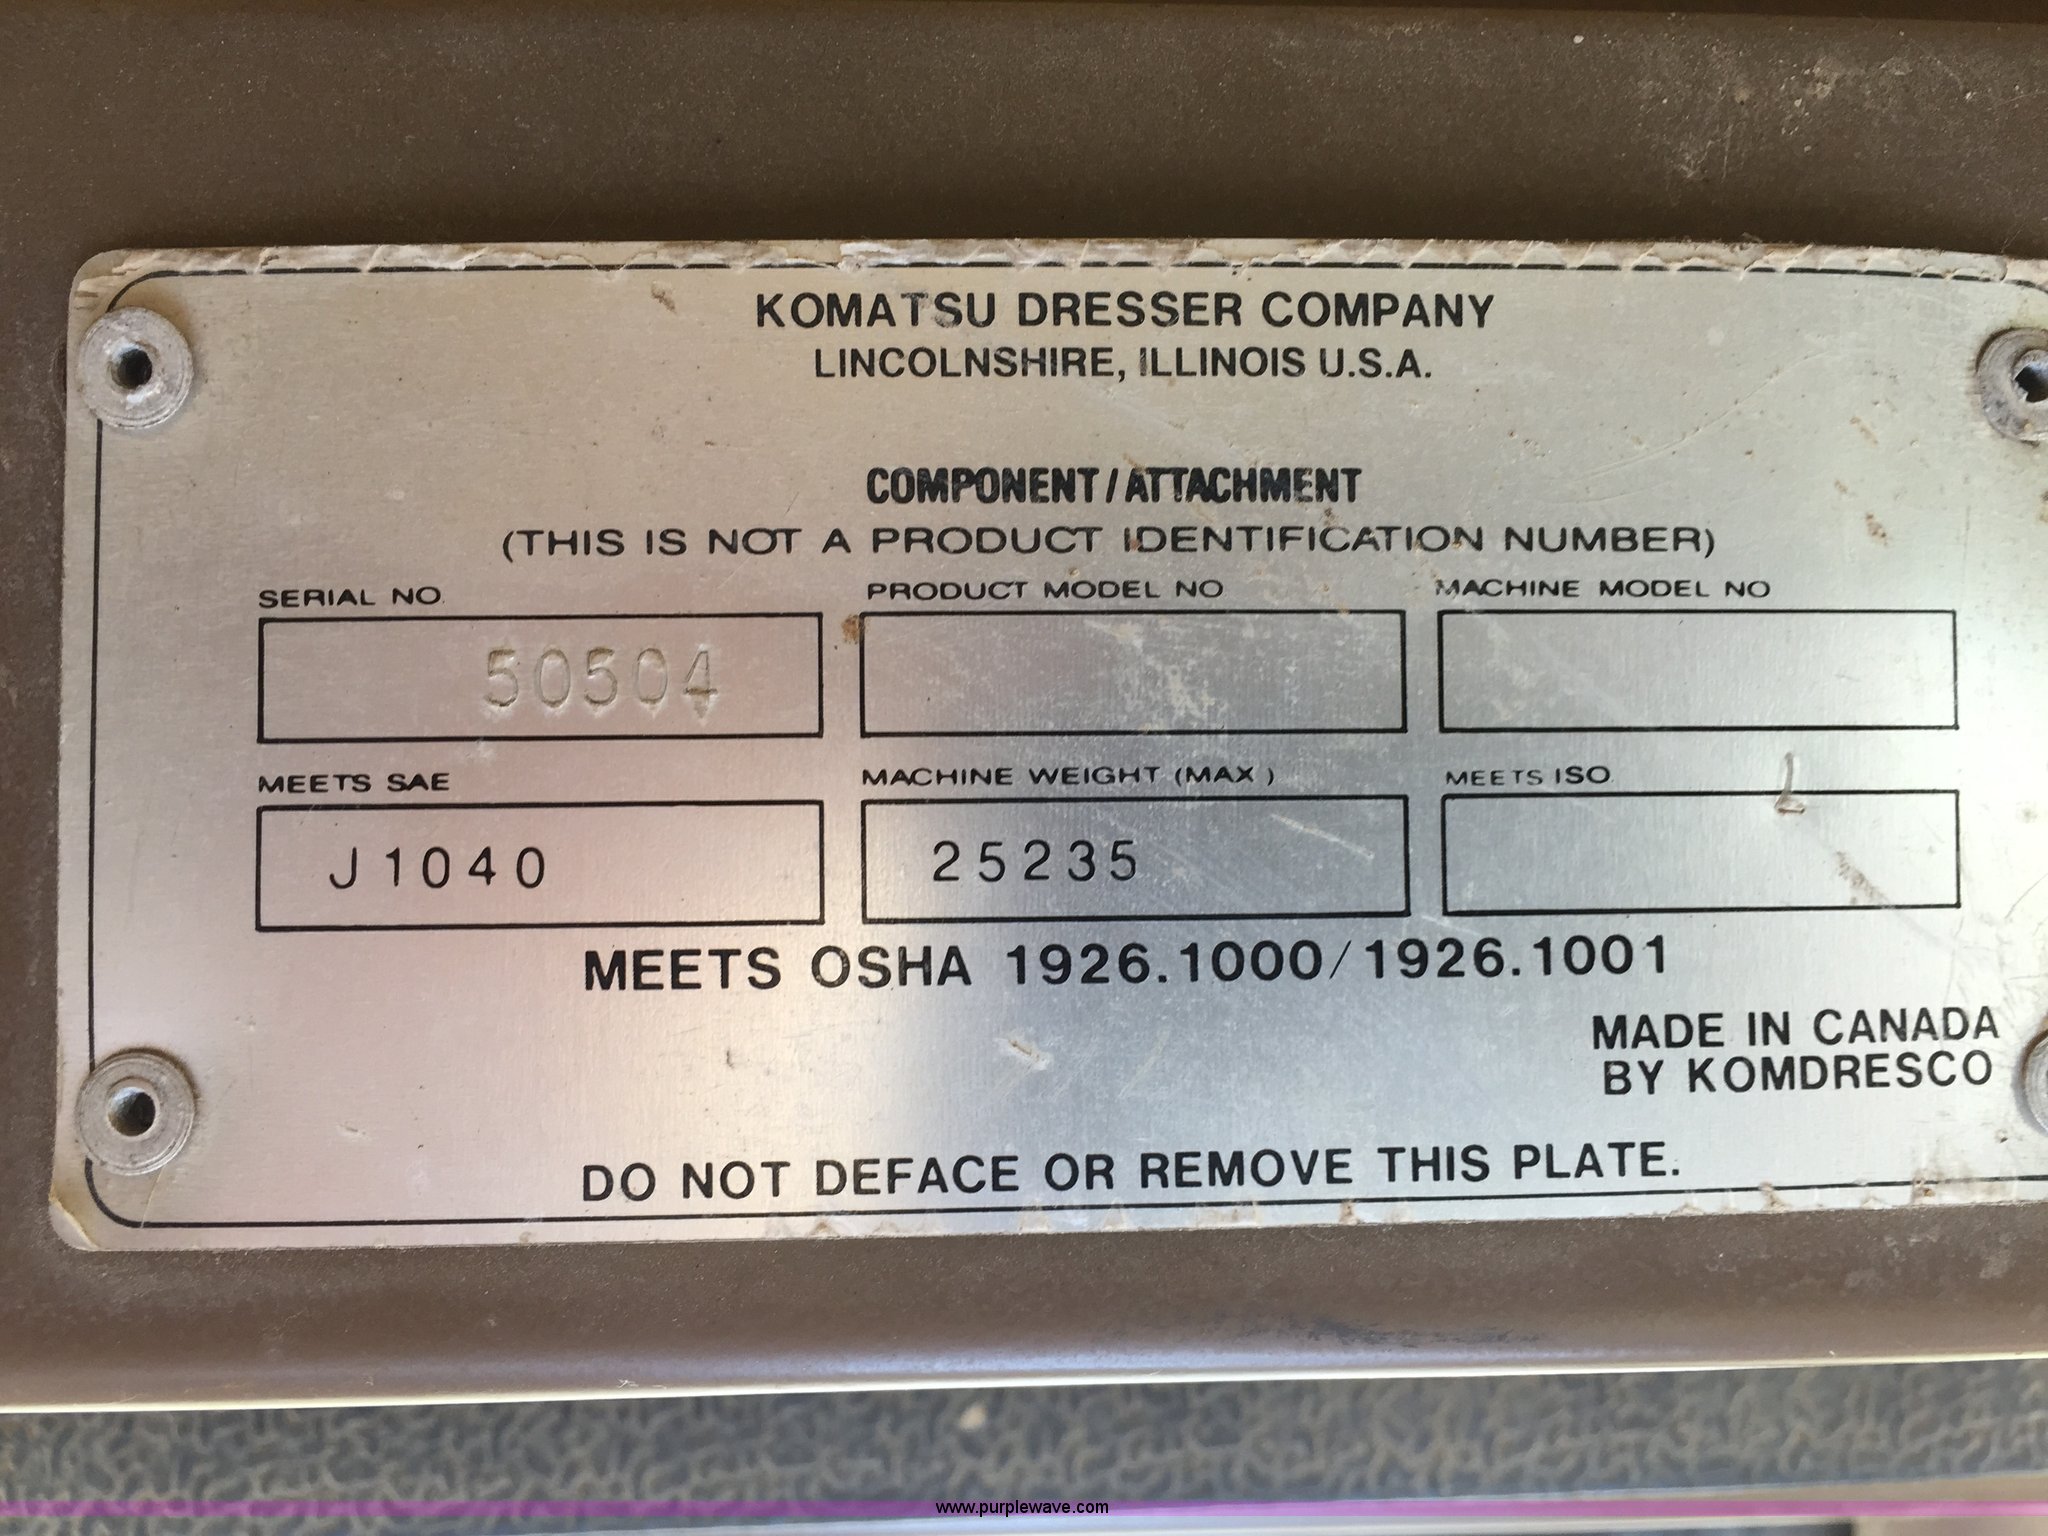 KOMATSU DRESSER COMPANY
LINCOLNSHIRE, ILLINOIS U.S.A.
COMPONENT/ATTACHMENT
(THIS IS NOT A PRODUCT IDENTIFICATION NUMBER)
SERIAL NO. PRODUCT MODEL NO MACHINE MODEL NO
50504
MEETS SAE MACHINE WEIGHT (MAX ) MEETS ISO
J1040 25235
MEETS OSHA 1926.1000/1926.1001
MADE IN CANADA
BY KOMDRESCO
DO NOT DEFACE OR REMOVE THIS PLATE.
www.purplewave.com